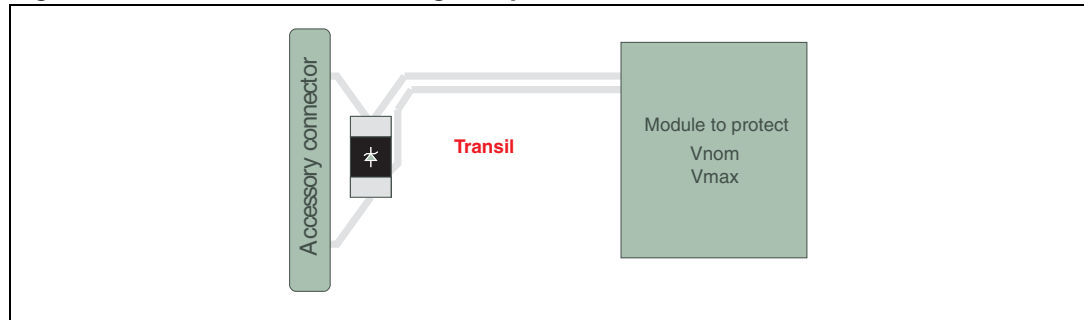 Accessory connector
Transil
Module to protect
Vnom
Vmax